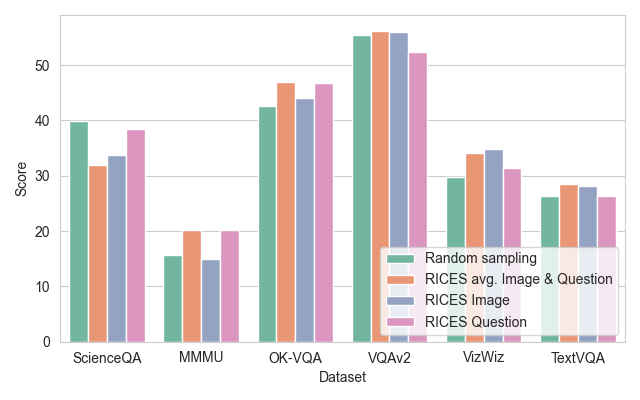 Score
50
40
30
20
10
0
Random sampling
RICES avg. Image & Question
RICES Image
RICES Question
ScienceQA MMMU OK-VQA VQAv2 VizWiz TextVQA
Dataset